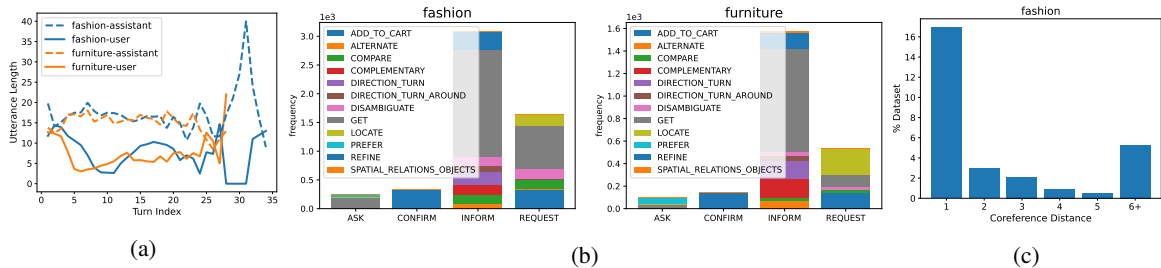 fashion-assistant
fashion-user
furniture-assistant
furniture-user
Utterance Length
40
35
30
25
20
15
10
5
0
0 5 10 15 20 25 30 35
Turn Index
(a)
fashion
1e3
frequency
3.0
2.5
2.0
1.5
1.0
0.5
0.0
ADD_TO_CART
ALTERNATE
COMPARE
COMPLEMENTARY
DIRECTION_TURN
DIRECTION_TURN_AROUND
DISAMBIGUATE
GET
LOCATE
PREFER
REFINE
SPATIAL_RELATIONS_OBJECTS
ASK CONFIRM INFORM REQUEST
furniture
1e3
frequency
1.6
1.4
1.2
1.0
0.8
0.6
0.4
0.2
0.0
ADD_TO_CART
ALTERNATE
COMPARE
COMPLEMENTARY
DIRECTION_TURN
DIRECTION_TURN_AROUND
DISAMBIGUATE
GET
LOCATE
PREFER
REFINE
SPATIAL_RELATIONS_OBJECTS
ASK CONFIRM INFORM REQUEST
(b)
fashion
% Dataset
16
14
12
10
8
6
4
2
0
1 2 3 4 5 6+
Coreference Distance
(c)